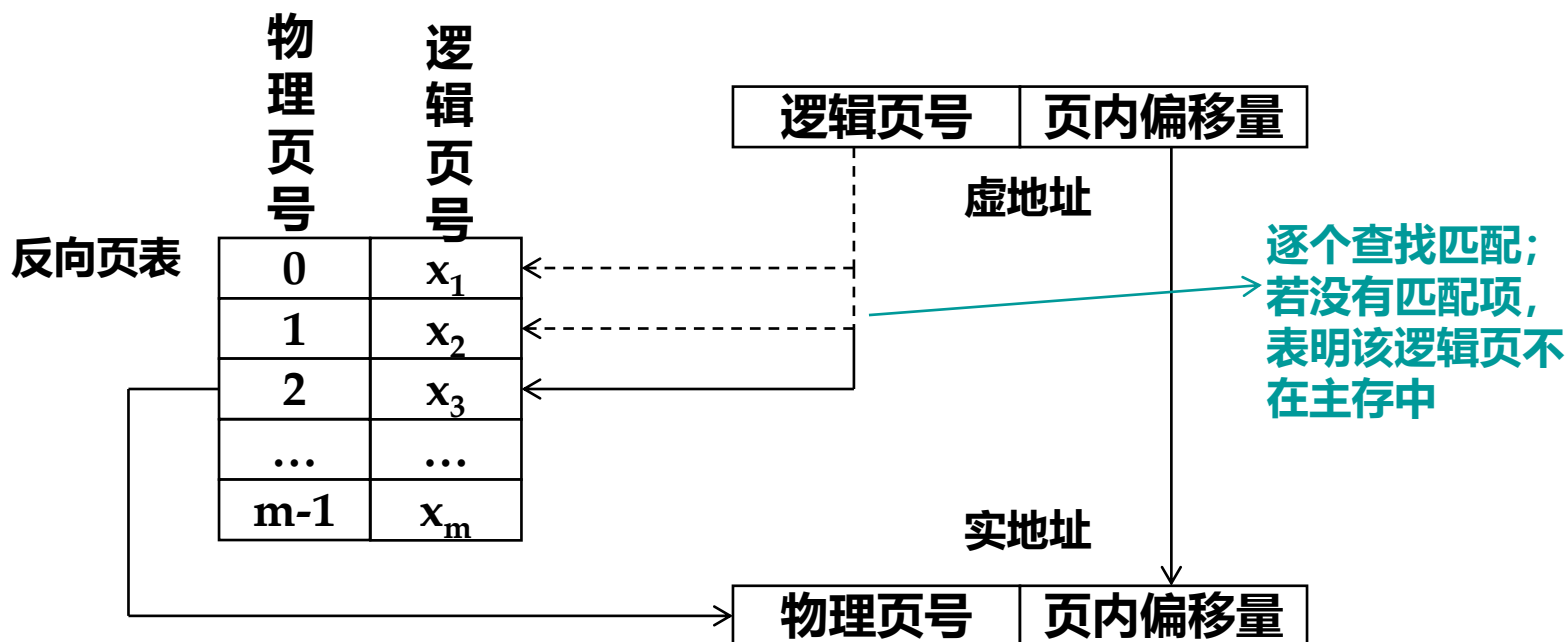 物理页号 逻辑页号
逻辑页号 页内偏移量
虚地址
反向页表
0 x₁
1 x₂
2 x₃
… …
m-1 xₘ
逐个查找匹配；
若没有匹配项，
表明该逻辑页不
在主存中
实地址
物理页号 页内偏移量